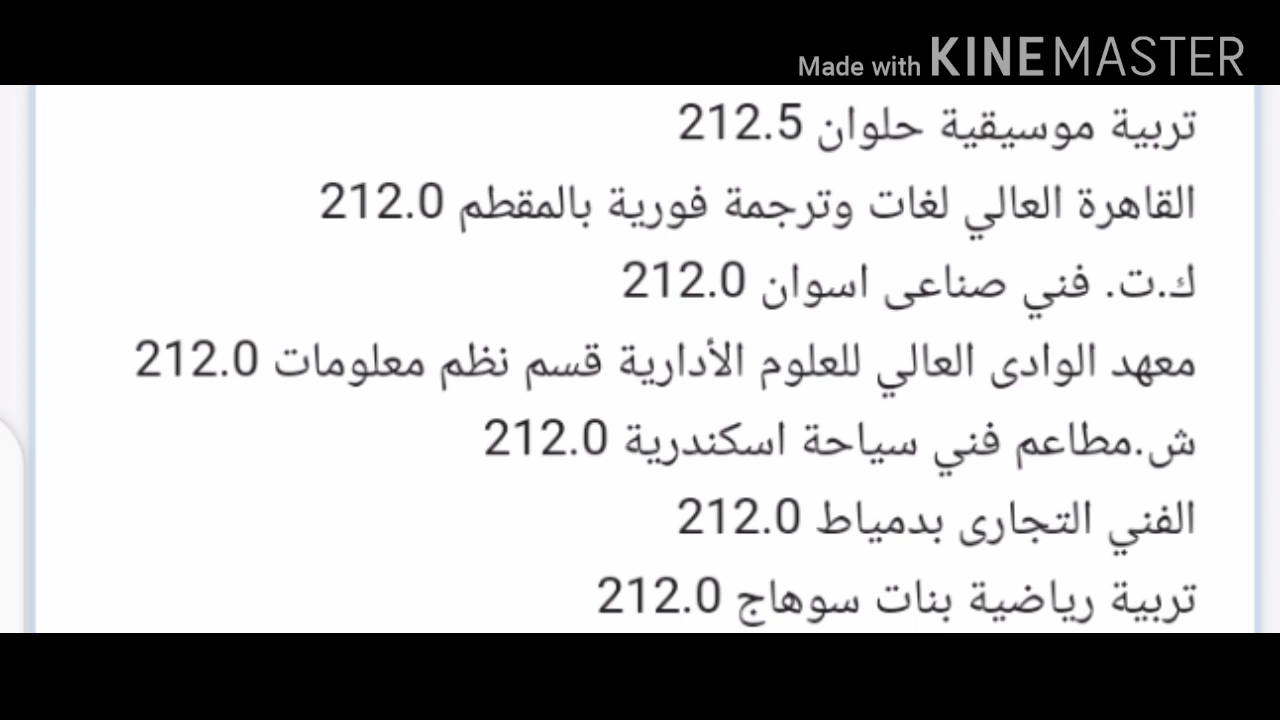 Made with KINEMASTER
تربية موسيقية حلوان 212.5
القاهرة العالي لغات وترجمة فورية بالمقطم 212.0
ك.ت. فني صناعى اسوان 212.0
معهد الوادى العالي للعلوم الأدارية قسم نظم معلومات 212.0
ش.مطاعم فني سياحة اسكندرية 212.0
الفني التجارى بدمياط 212.0
تربية رياضية بنات سوهاج 212.0